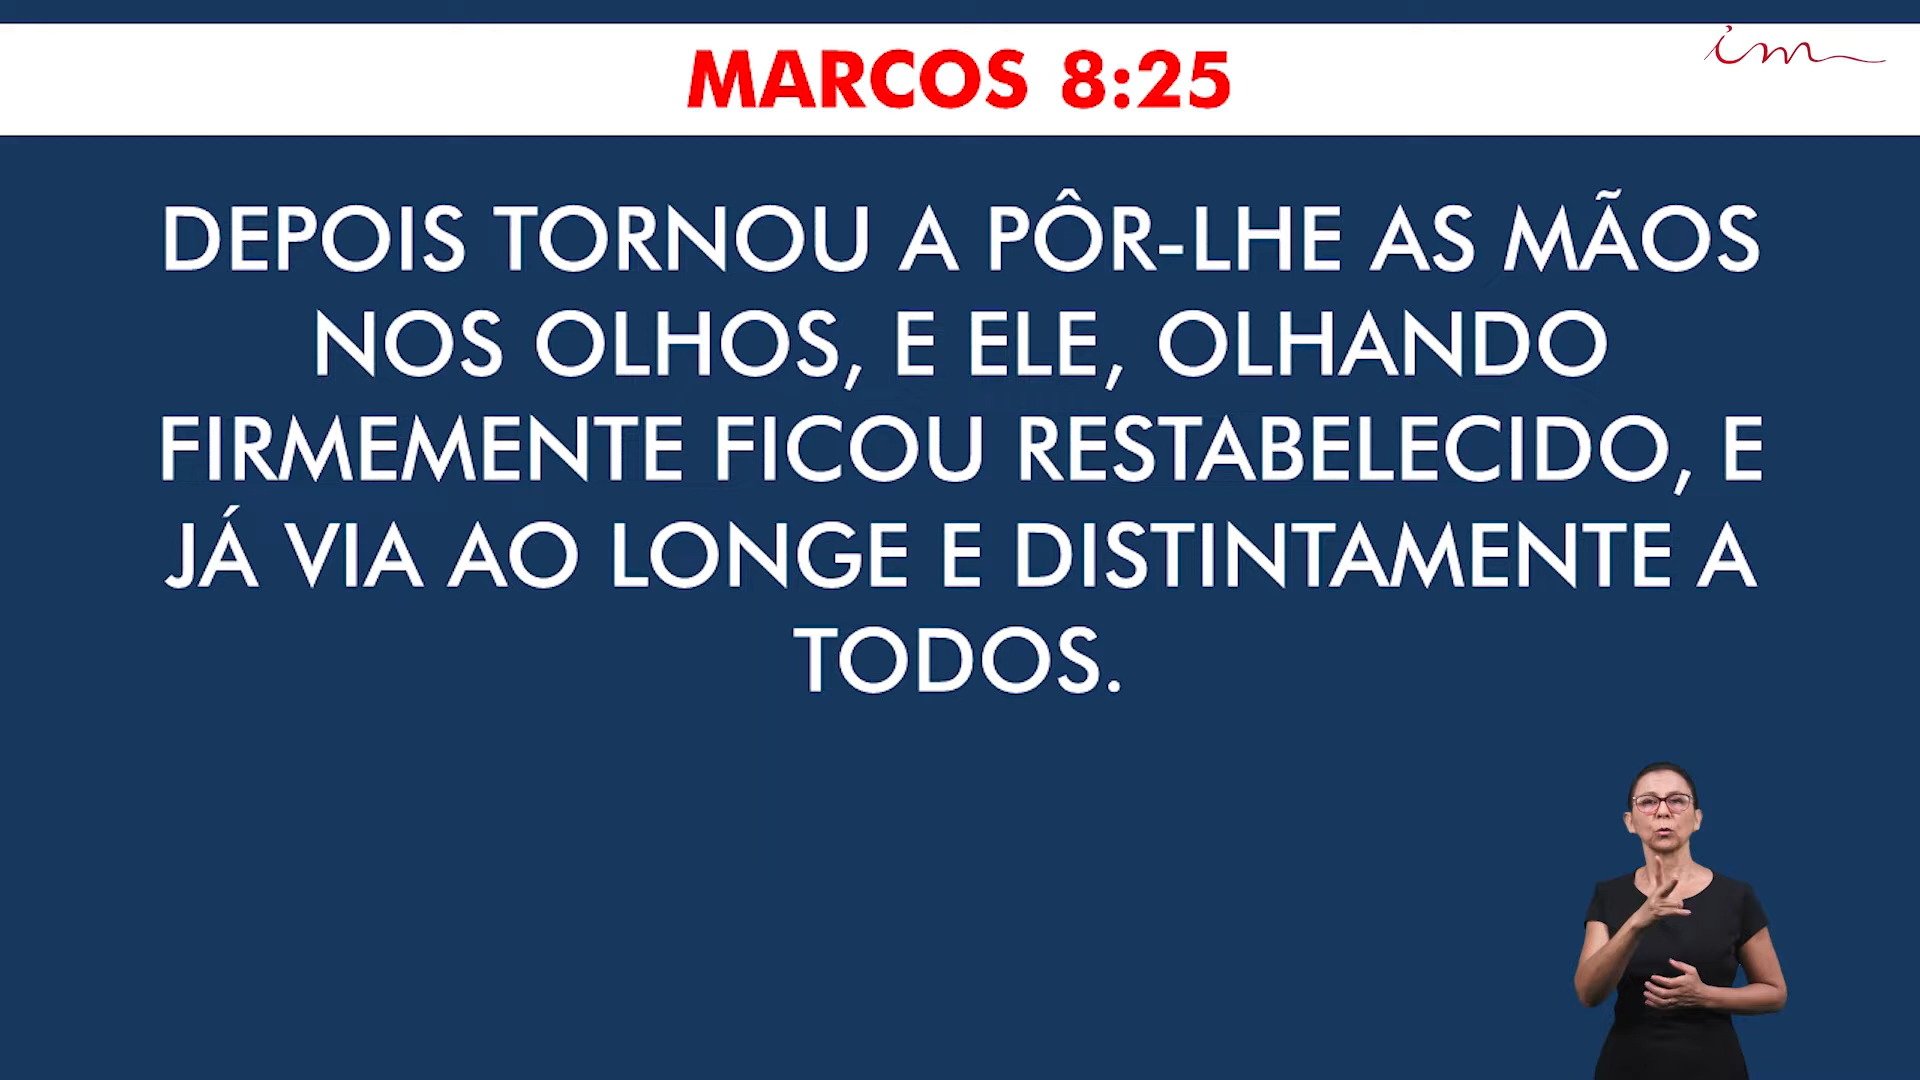 im
MARCOS 8:25
DEPOIS TORNOU A PÔR-LHE AS MÃOS
NOS OLHOS, E ELE, OLHANDO
FIRMEMENTE FICOU RESTABELECIDO, E
JÁ VIA AO LONGE E DISTINTAMENTE A
TODOS.